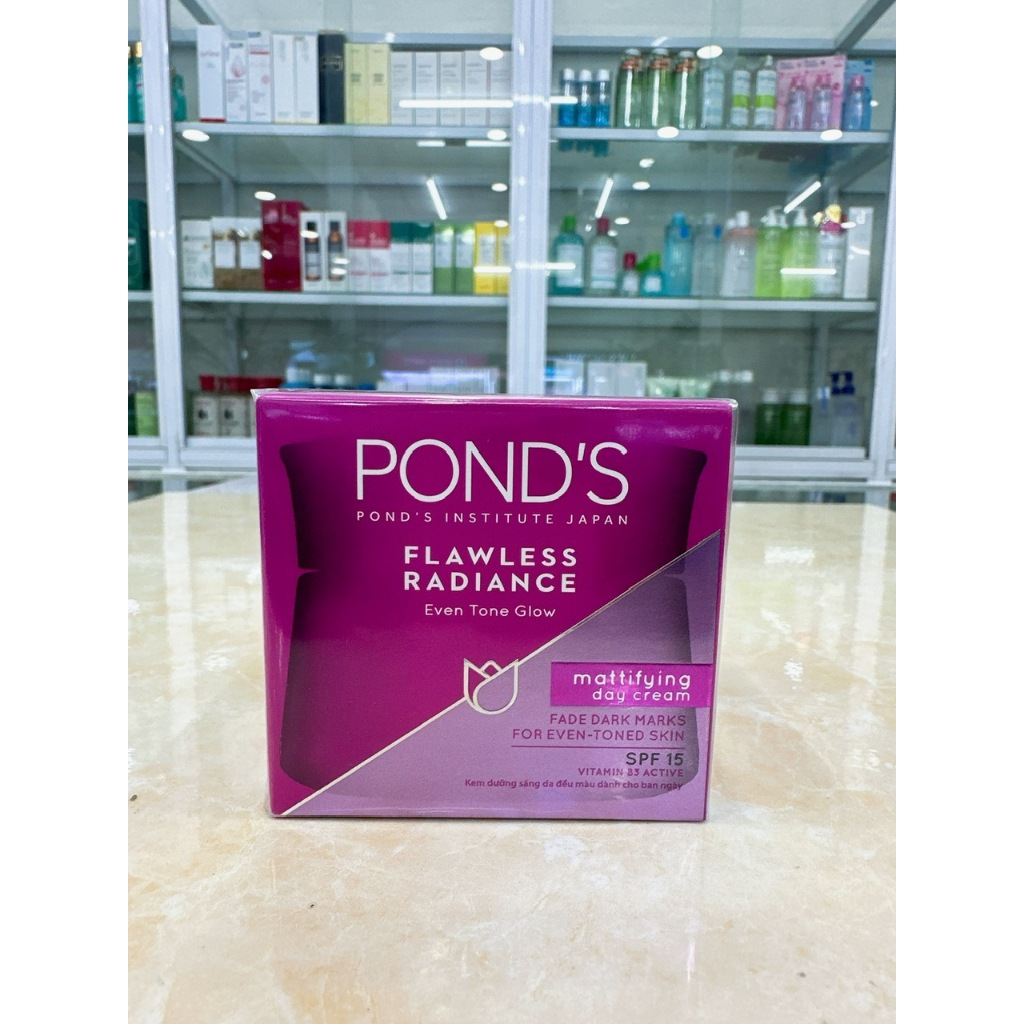 POND'S
POND'S INSTITUTE JAPAN
FLAWLESS
RADIANCE
Even Tone Glow
mattifying
day cream
FADE DARK MARKS
FOR EVEN-TONED SKIN
SPF 15
VITAMIN B3 ACTIVE
Kem dưỡng sáng da đều màu dành cho ban ngày